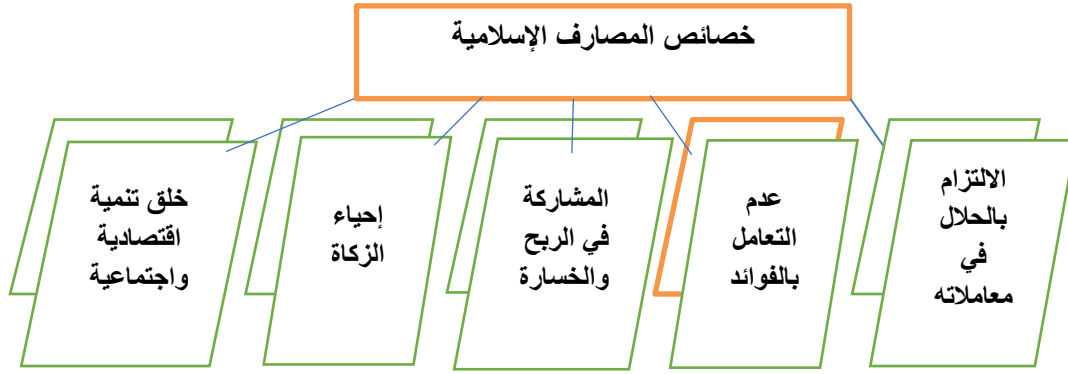 خصائص المصارف الإسلامية
الالتزام
بالحلال
في
معاملاته
عدم
التعامل
بالفوائد
المشاركة
في الربح
والخسارة
إحياء
الزكاة
خلق تنمية
اقتصادية
واجتماعية